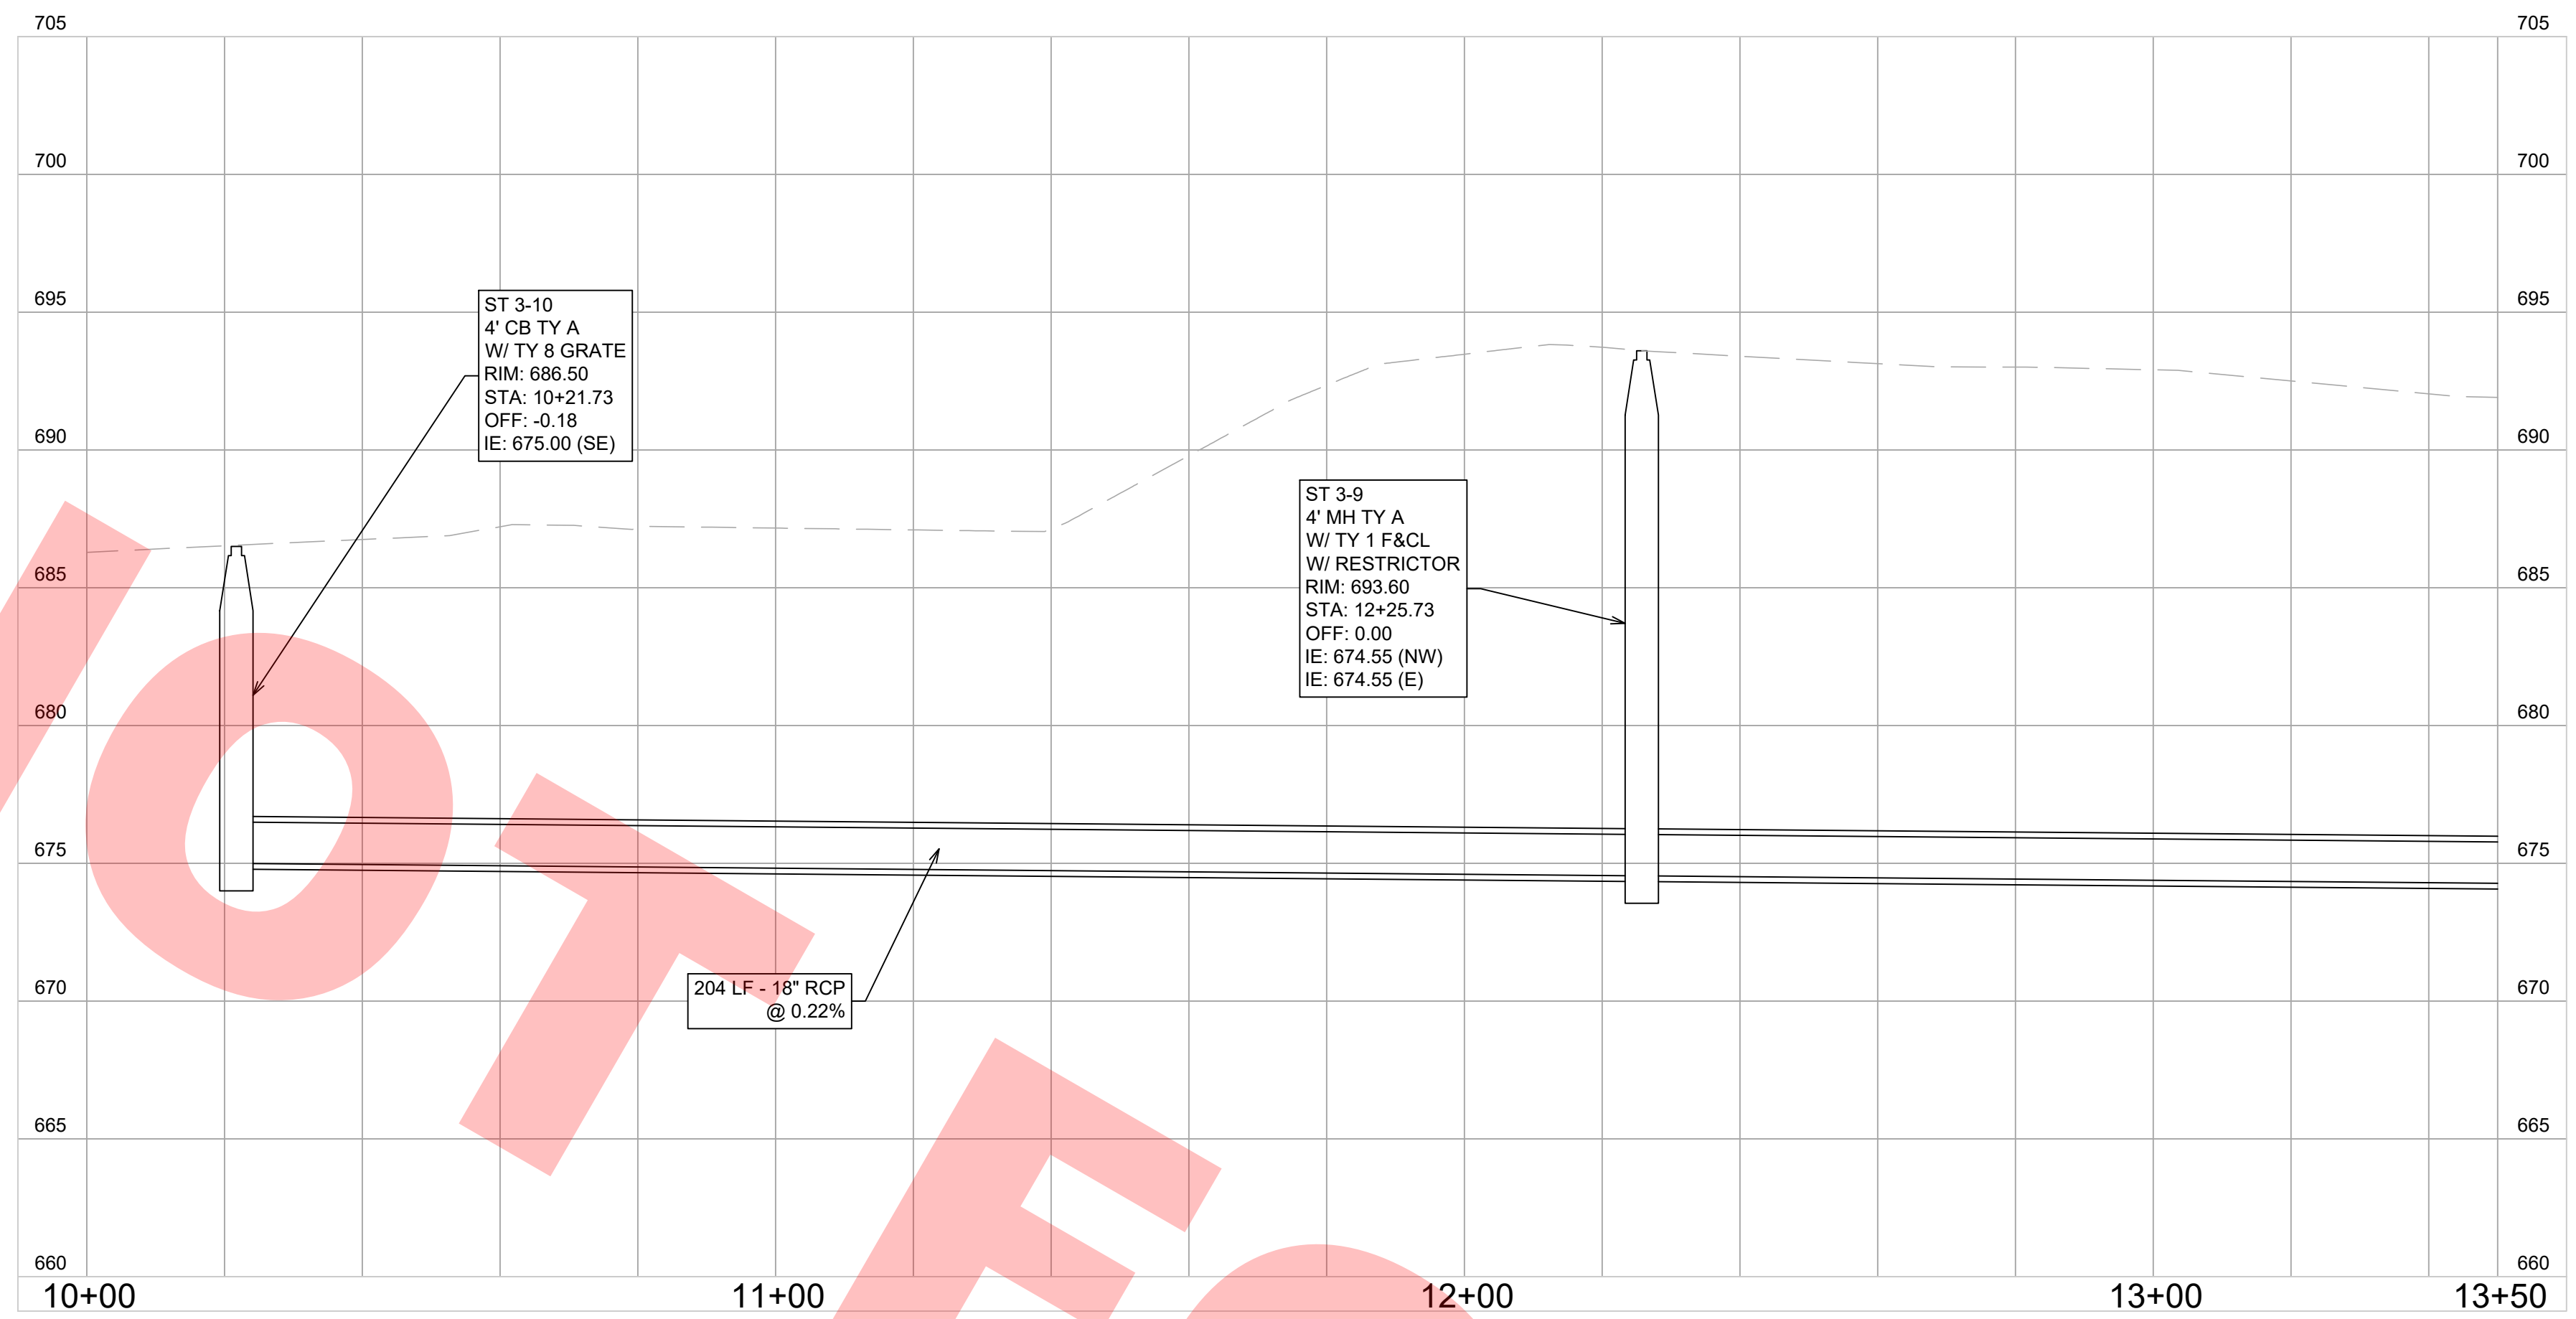 705
705
700
700
695
695
690
690
685
685
680
680
675
675
670
670
665
665
660
660
ST 3-10
4' CB TY A
W/ TY 8 GRATE
RIM: 686.50
STA: 10+21.73
OFF: -0.18
IE: 675.00 (SE)
ST 3-9
4' MH TY A
W/ TY 1 F&CL
W/ RESTRICTOR
RIM: 693.60
STA: 12+25.73
OFF: 0.00
IE: 674.55 (NW)
IE: 674.55 (E)
204 LF - 18" RCP
@ 0.22%
10+00
11+00
12+00
13+00
13+50
NOT